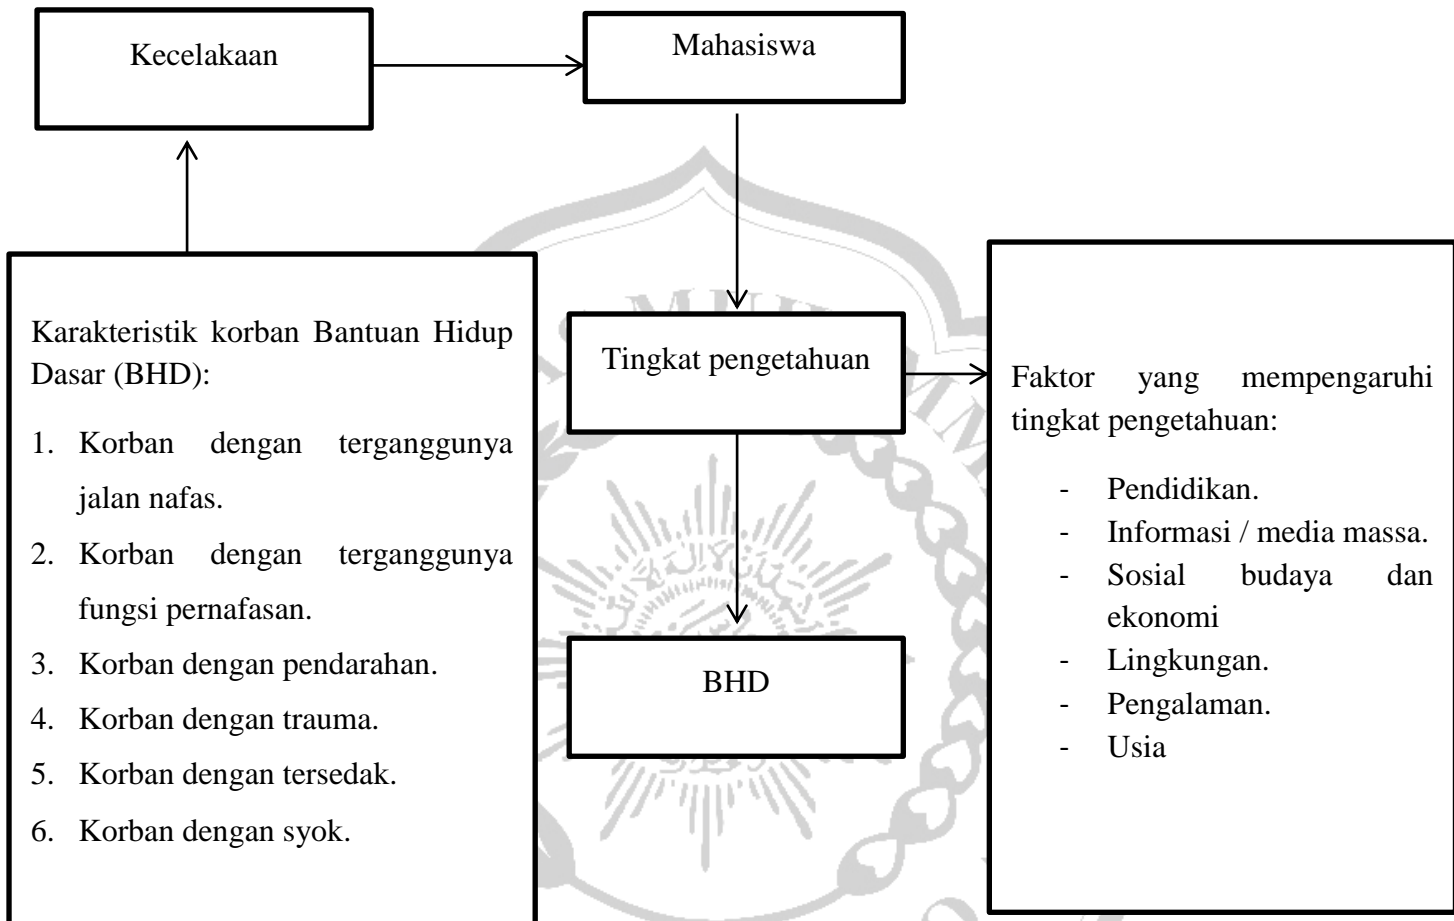 Kecelakaan
Mahasiswa
Karakteristik korban Bantuan Hidup
Dasar (BHD):
1. Korban dengan terganggunya
jalan nafas.
2. Korban dengan terganggunya
fungsi pernafasan.
3. Korban dengan pendarahan.
4. Korban dengan trauma.
5. Korban dengan tersedak.
6. Korban dengan syok.
Tingkat pengetahuan
BHD
Faktor yang mempengaruhi
tingkat pengetahuan:
- Pendidikan.
- Informasi / media massa.
- Sosial budaya dan
ekonomi
- Lingkungan.
- Pengalaman.
- Usia